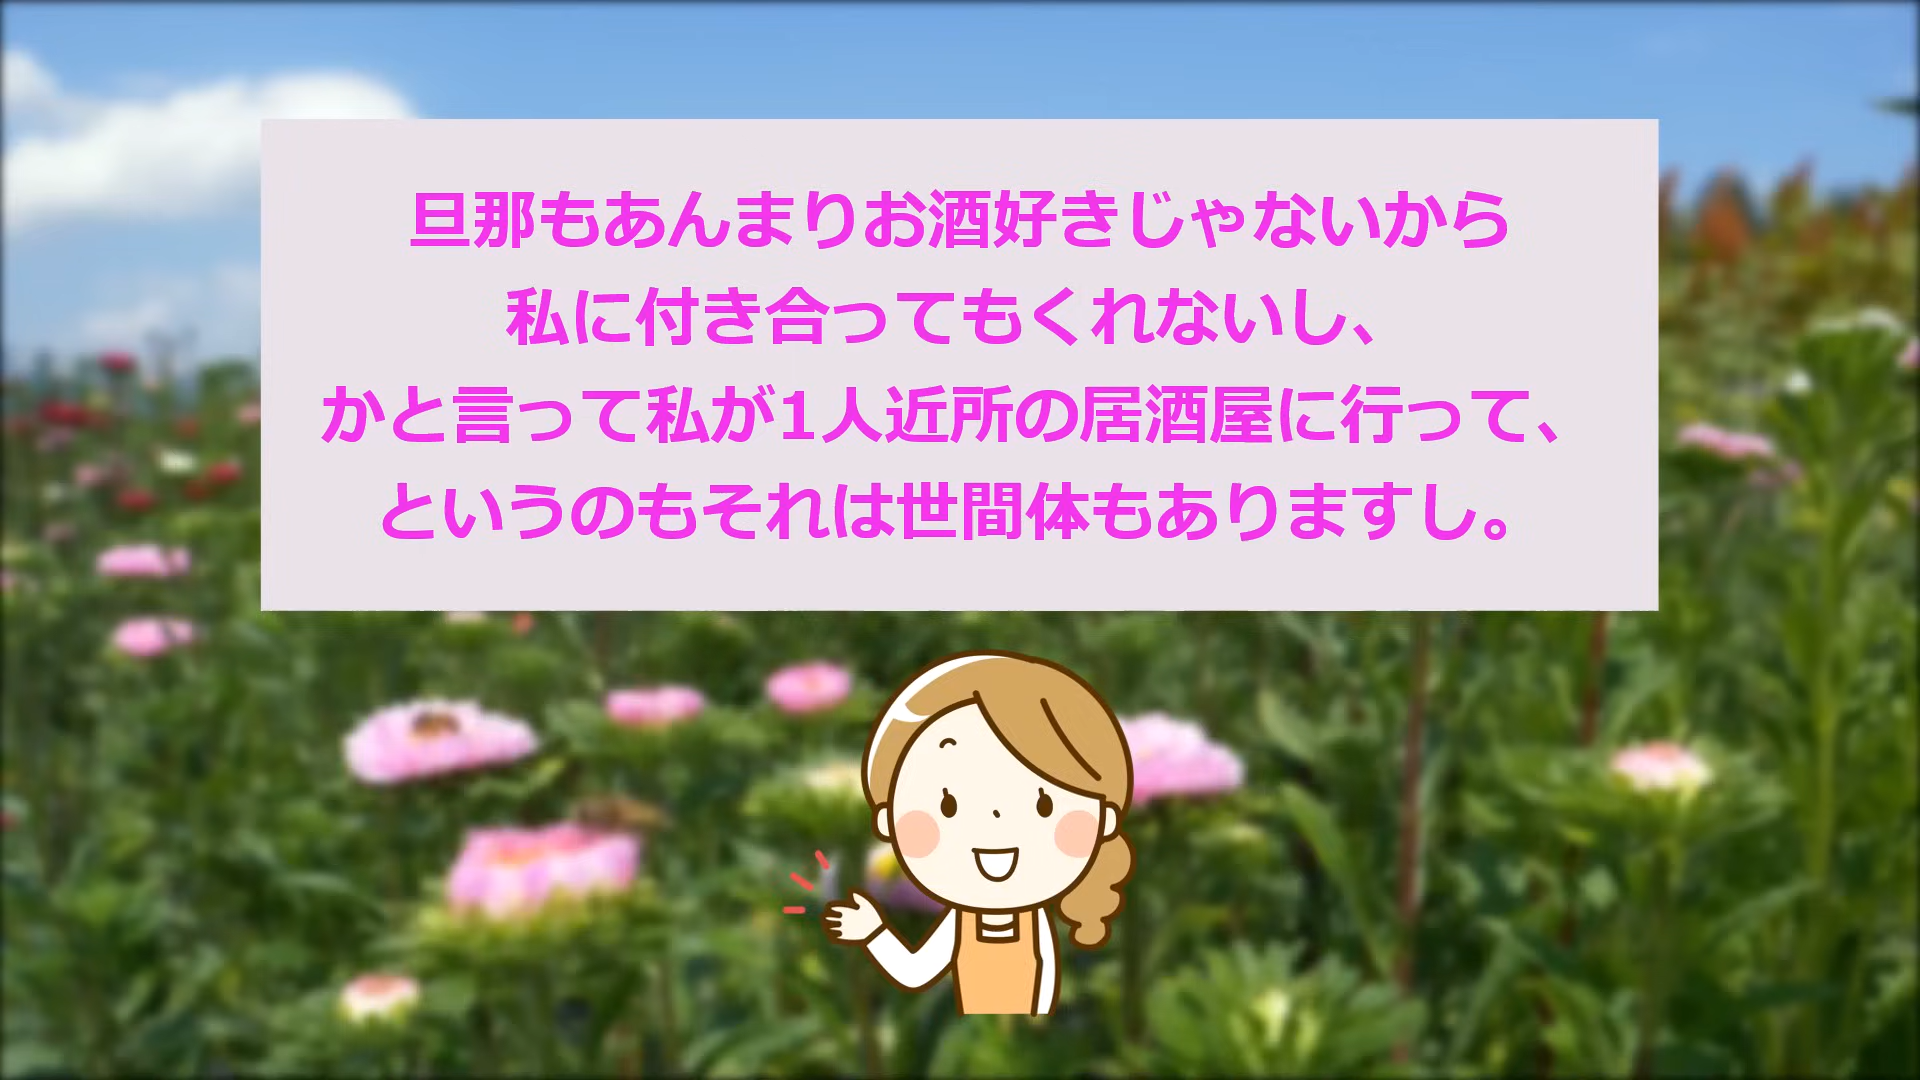 旦那もあんまりお酒好きじゃないから
私に付き合ってもくれないし、
かと言って私が1人近所の居酒屋に行って、
というのもそれは世間体もありますし。